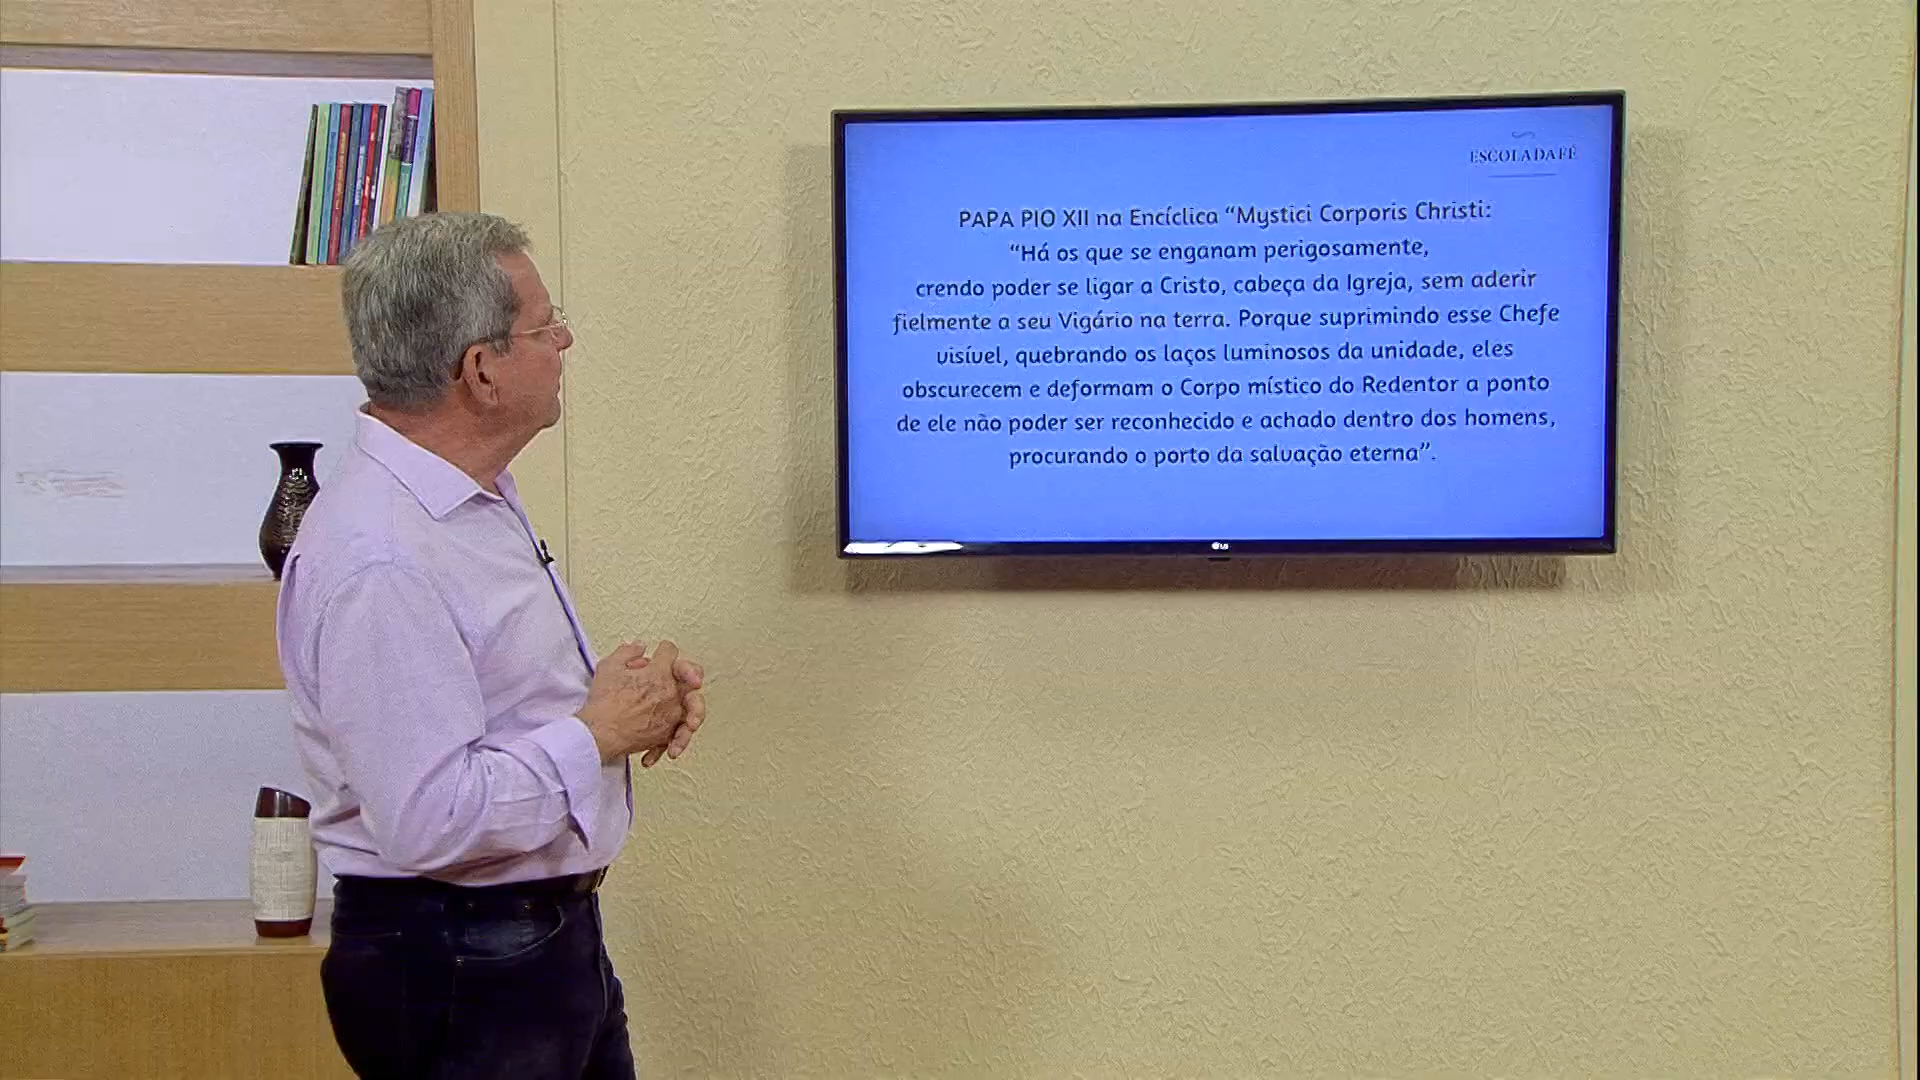 ESCOLADAFÉ
PAPA PIO XII na Encíclica “Mystici Corporis Christi:
“Há os que se enganam perigosamente,
crendo poder se ligar a Cristo, cabeça da Igreja, sem aderir
fielmente a seu Vigário na terra. Porque suprimindo esse Chefe
visível, quebrando os laços luminosos da unidade, eles
obscurecem e deformam o Corpo místico do Redentor a ponto
de ele não poder ser reconhecido e achado dentro dos homens,
procurando o porto da salvação eterna”.
LG